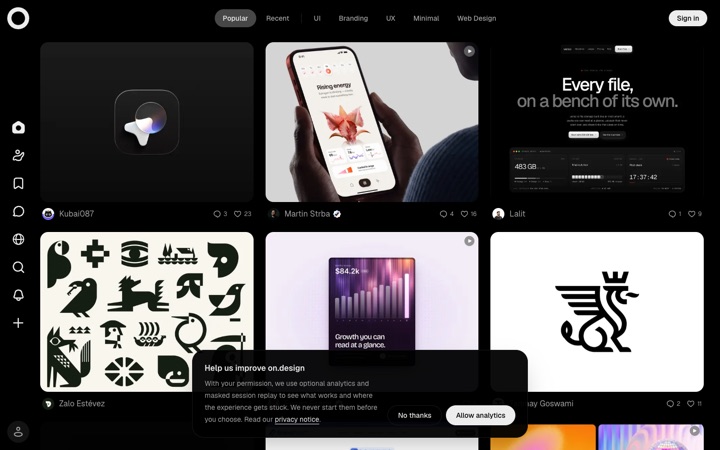 Popular
Recent
UI
Branding
UX
Minimal
Web Design
Sign in
Rising energy
Every file,
on a bench of its own.
483 GB
17:37:42
Kubai087
3
23
Martin Strba
4
16
Lalit
1
9
$84.2k
Growth you can
read at a glance.
Zalo Estévez
ay Goswami
2
11
Help us improve on.design
With your permission, we use optional analytics and
masked session replay to see what works and where
the experience gets stuck. We never start them before
you choose. Read our privacy notice.
No thanks
Allow analytics